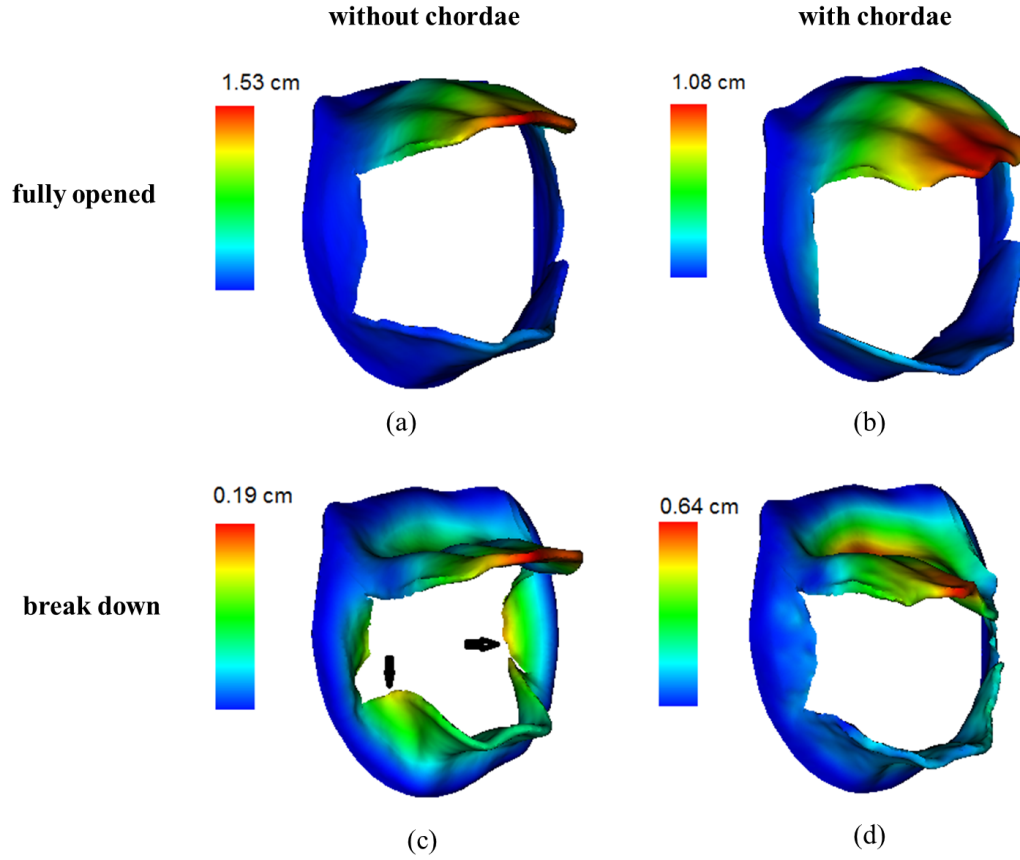 without chordae
with chordae
1.53 cm
1.08 cm
fully opened
(a)
(b)
0.19 cm
0.64 cm
break down
(c)
(d)